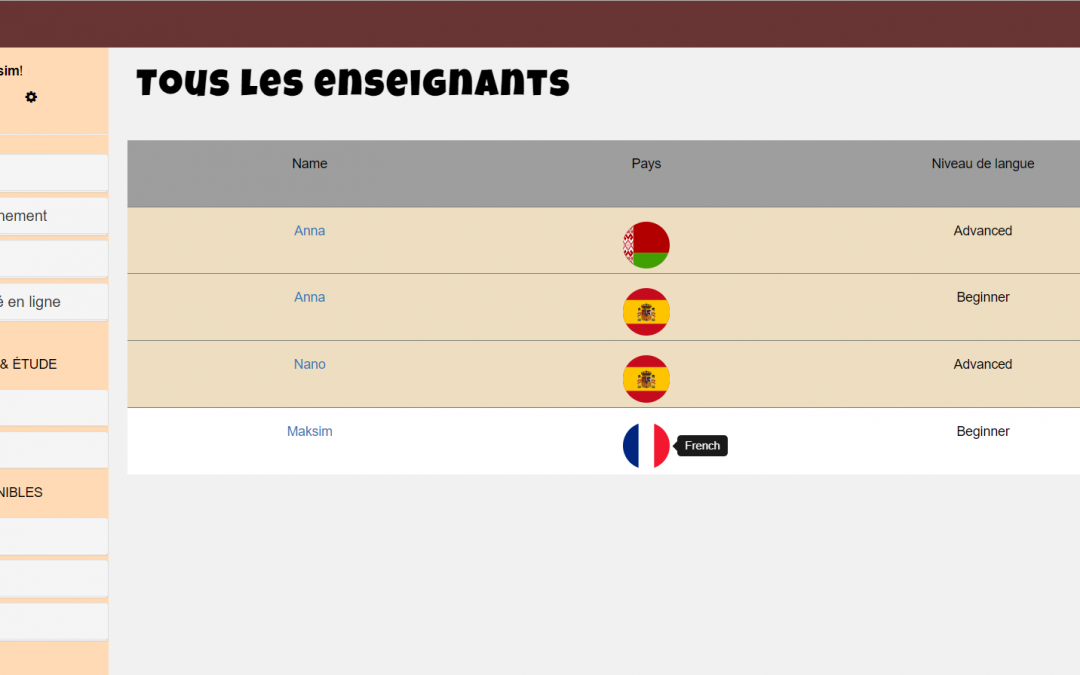 sim!
Tous les enseignants
Name Pays Niveau de langue
Anna Advanced
Anna Beginner
Nano Advanced
Maksim French Beginner
nement
é en ligne
& ÉTUDE
NIBLES